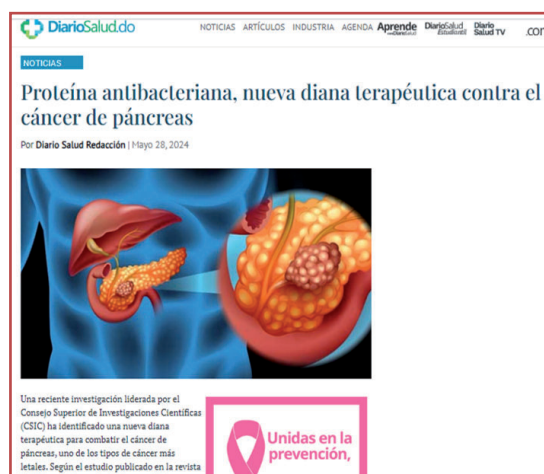 DiarioSalud.do
NOTICIAS ARTÍCULOS INDUSTRIA AGENDA Aprende DiarioSalud Estudiantil Diario Salud TV .com
NOTICIAS
Proteína antibacteriana, nueva diana terapéutica contra el
cáncer de páncreas
Por Diario Salud Redacción | Mayo 28, 2024
Una reciente investigación liderada por el
Consejo Superior de Investigaciones Científicas
(CSIC) ha identificado una nueva diana
terapéutica para combatir el cáncer de
páncreas, uno de los tipos de cáncer más
letales. Según el estudio publicado en la revista
Unidas en la
prevención,